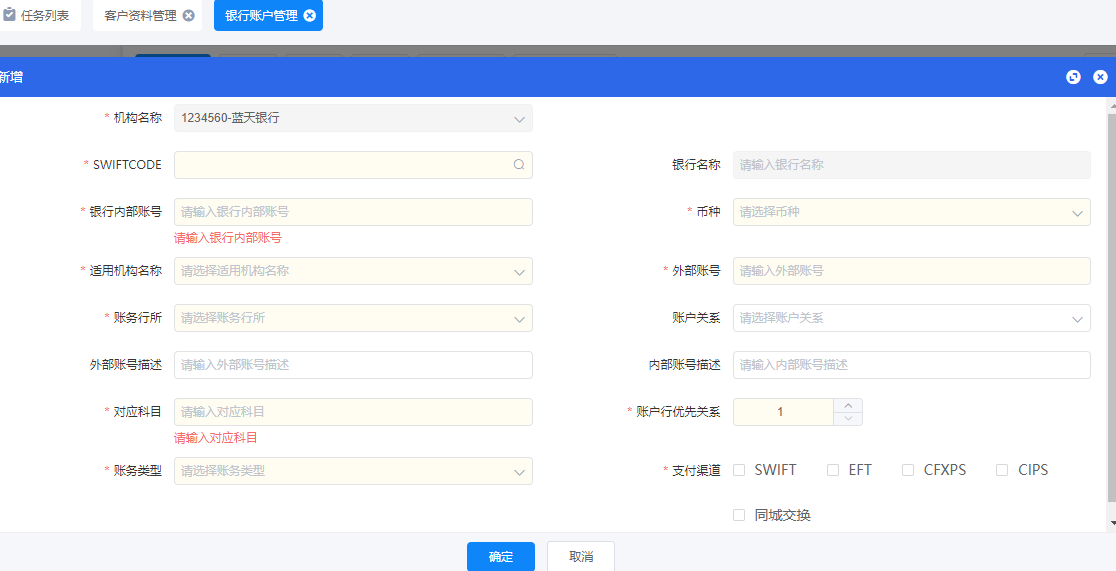 任务列表 客户资料管理 银行账户管理
新增
* 机构名称 1234560-蓝天银行
* SWIFTCODE 银行名称 请输入银行名称
* 银行内部账号 请输入银行内部账号 * 币种 请选择币种
请输入银行内部账号
* 适用机构名称 请选择适用机构名称 * 外部账号 请输入外部账号
* 账务行所 请选择账务行所 账户关系 请选择账户关系
外部账号描述 请输入外部账号描述 内部账号描述 请输入内部账号描述
* 对应科目 请输入对应科目 * 账户行优先关系 1
请输入对应科目
* 账务类型 请选择账务类型 * 支付渠道 SWIFT EFT CFXPS CIPS
同城交换
确定 取消